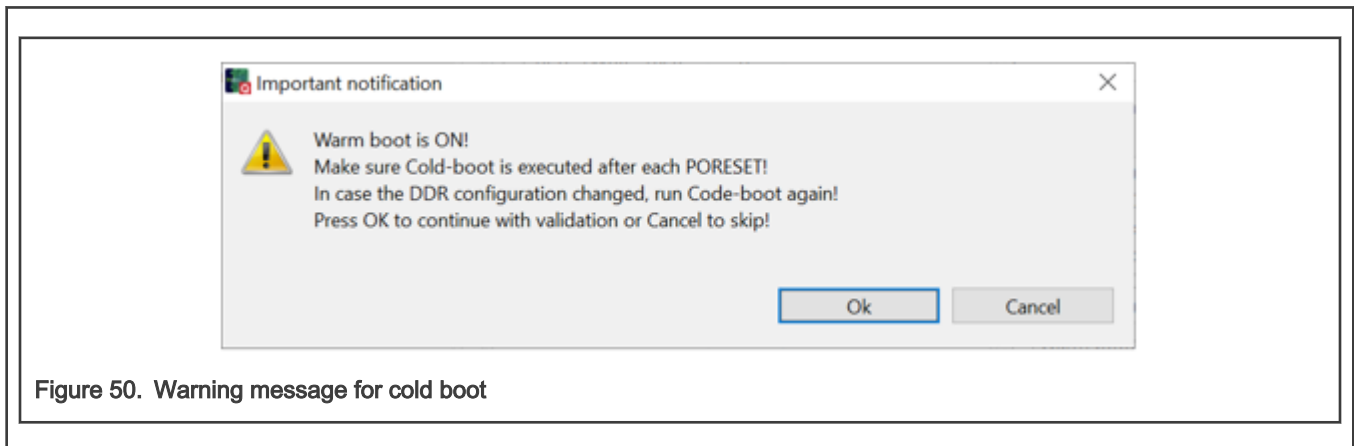 Important notification
Warm boot is ON!
Make sure Cold-boot is executed after each PORESET!
In case the DDR configuration changed, run Code-boot again!
Press OK to continue with validation or Cancel to skip!
Ok Cancel
Figure 50. Warning message for cold boot